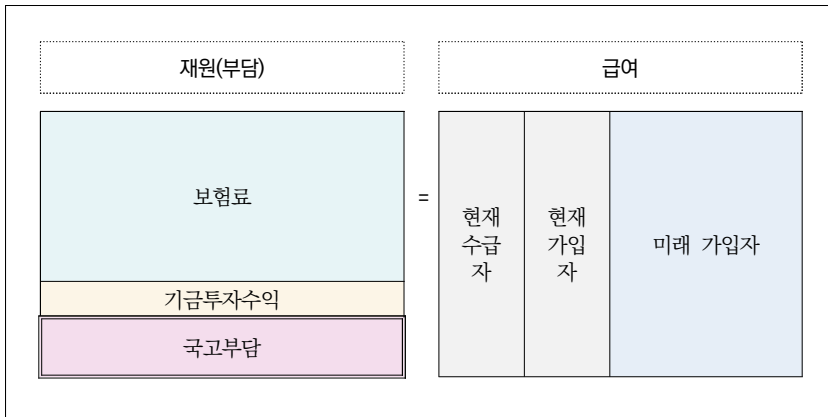 재원(부담)
급여
보험료
기금투자수익
국고부담
=
현재
수급
자
현재
가입
자
미래 가입자